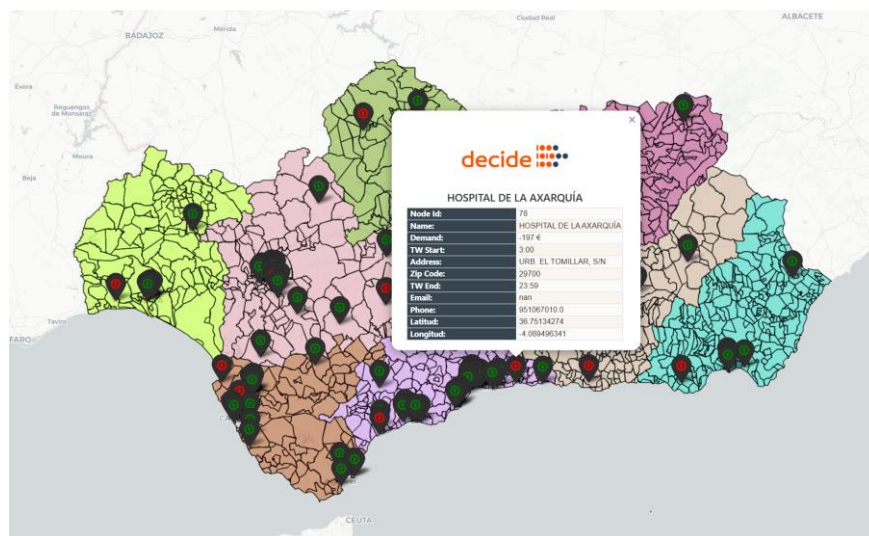 Ciudad Real
ALBACETE
Mérida
BADAJOZ
Evora
Reguengos
de Monsaraz
Moura
Beja
×
decide
HOSPITAL DE LA AXARQUÍA
Node Id: 78
Name: HOSPITAL DE LA AXARQUÍA
Demand: -197 €
TW Start: 3:00
Address: URB EL TOMILLAR, S/N
Zip Code: 29700
TW End: 23:59
Email: nan
Phone: 951067010.0
Latitud: 36.75134274
Longitud: -4.089496341
Tavira
FARO
CEUTA